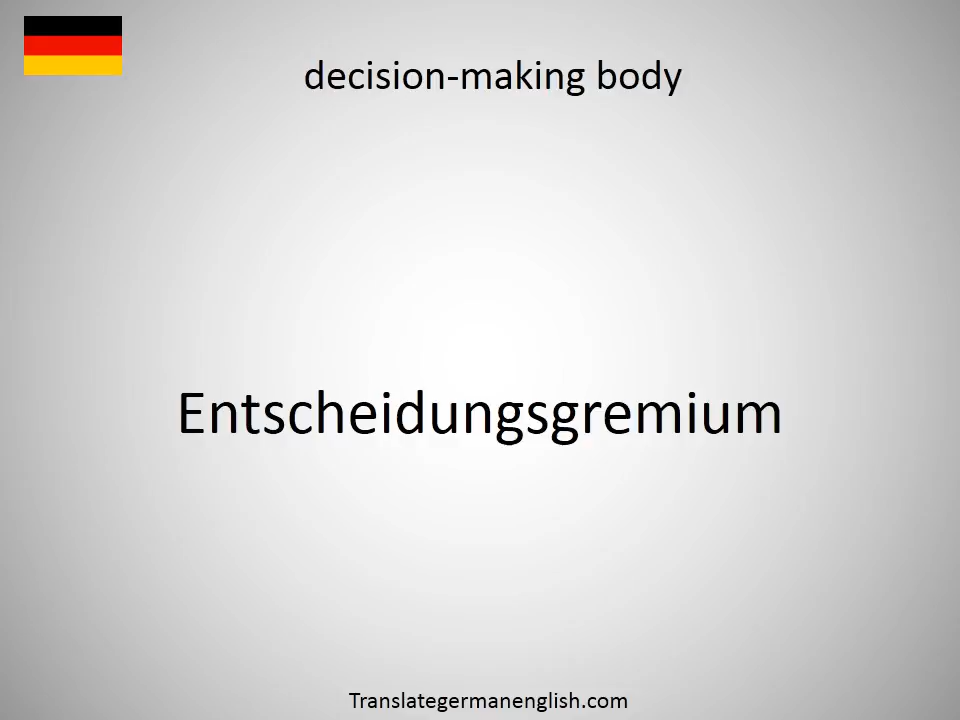 decision-making body
Entscheidungsgremium
Translategermanenglish.com